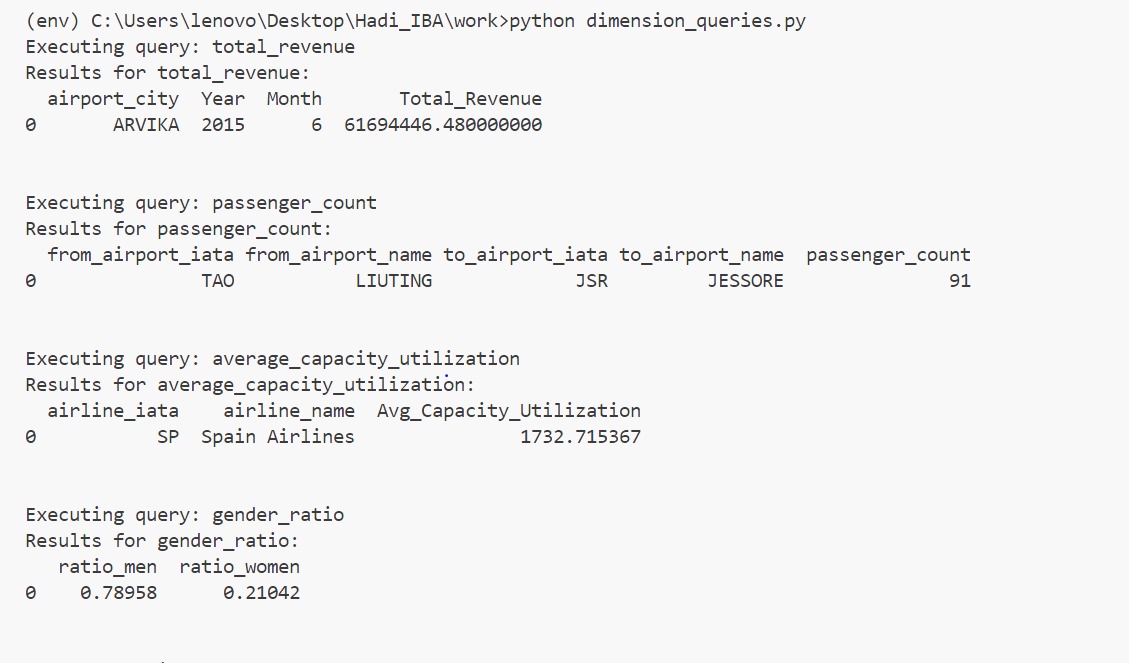 (env) C:\Users\lenovo\Desktop\Hadi_IBA\work>python dimension_queries.py
Executing query: total_revenue
Results for total_revenue:
  airport_city  Year  Month       Total_Revenue
0       ARVIKA  2015      6  61694446.480000000
Executing query: passenger_count
Results for passenger_count:
  from_airport_iata from_airport_name to_airport_iata to_airport_name  passenger_count
0               TAO           LIUTING             JSR         JESSORE               91
Executing query: average_capacity_utilization
Results for average_capacity_utilization:
  airline_iata    airline_name  Avg_Capacity_Utilization
0           SP  Spain Airlines               1732.715367
Executing query: gender_ratio
Results for gender_ratio:
   ratio_men  ratio_women
0    0.78958      0.21042